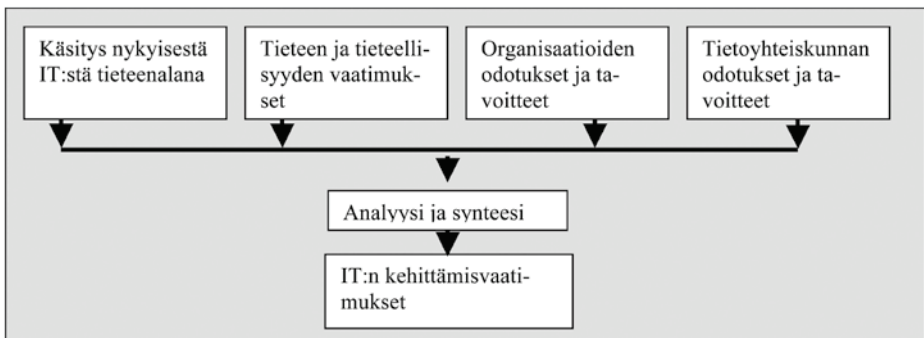 Käsitys nykyisestä
IT:stä tieteenalana
Tieteen ja tieteelli-
syyden vaatimuk-
set
Organisaatioiden
odotukset ja ta-
voitteet
Tietoyhteiskunnan
odotukset ja ta-
voitteet
Analyysi ja synteesi
IT:n kehittämisvaati-
mukset